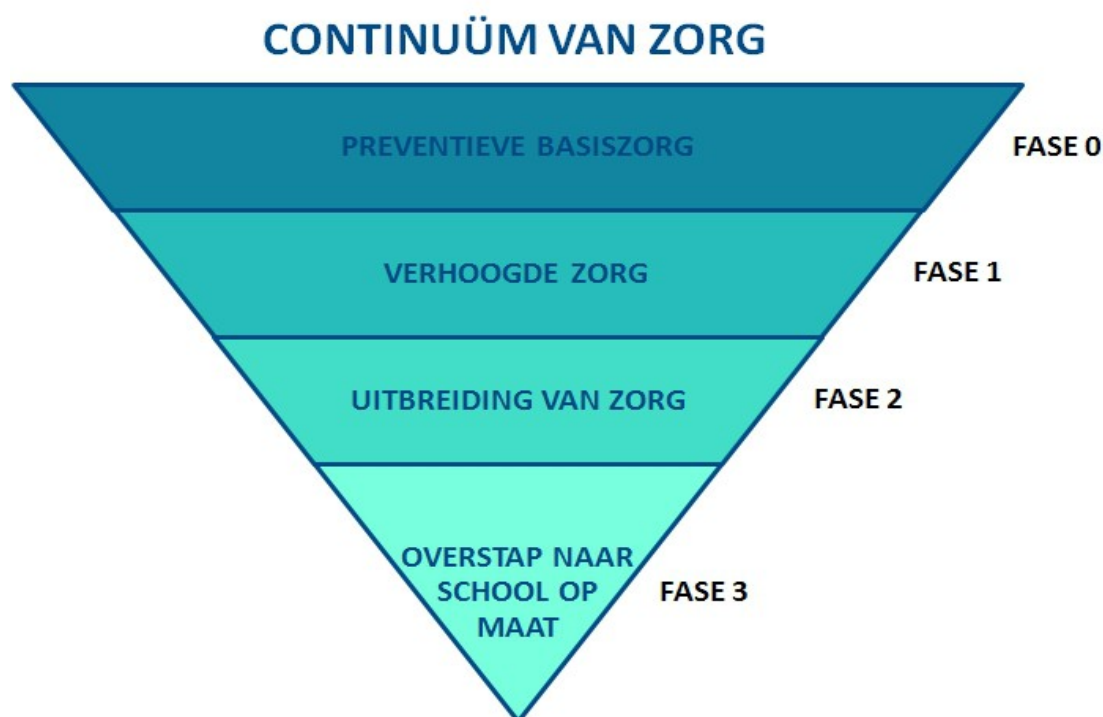 CONTINUÜM VAN ZORG
PREVENTIEVE BASISZORG
FASE 0
VERHOOGDE ZORG
FASE 1
UITBREIDING VAN ZORG
FASE 2
OVERSTAP NAAR
SCHOOL OP
MAAT
FASE 3